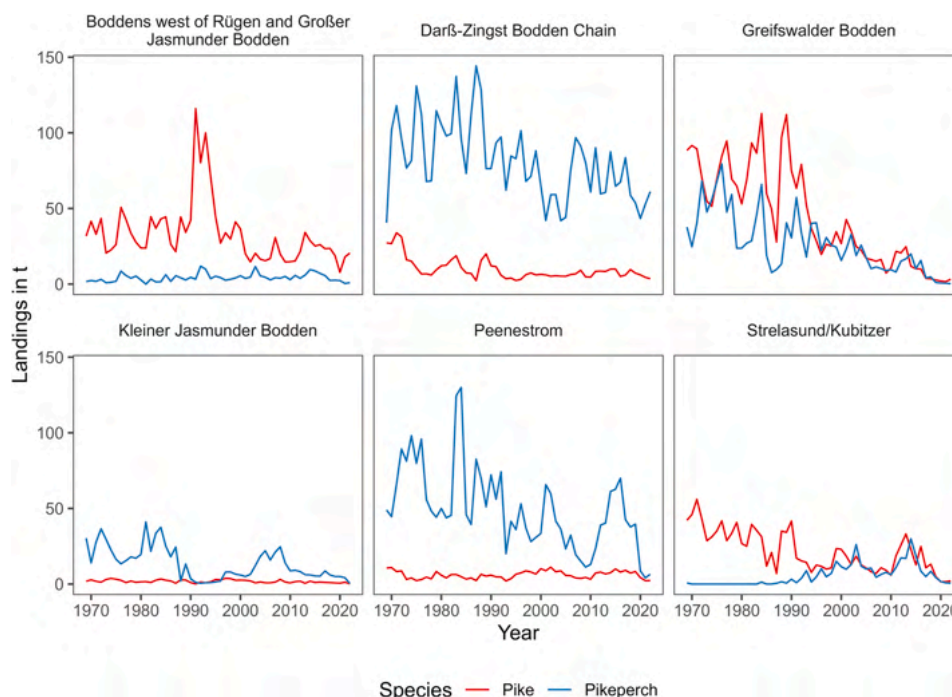 Boddens west of Rügen and Großer
Jasmunder Bodden
Darß-Zingst Bodden Chain
Greifswalder Bodden
150
100
50
0
Kleiner Jasmunder Bodden
Peenestrom
Strelasund/Kubitzer
150
100
50
0
Landings in t
1970 1980 1990 2000 2010 2020
1970 1980 1990 2000 2010 2020
1970 1980 1990 2000 2010 2020
Year
Species Pike Pikeperch